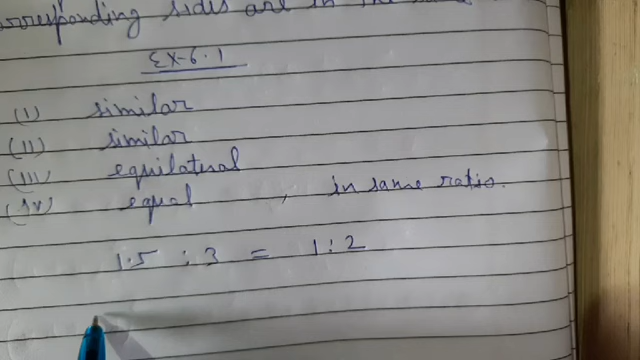 corresponding sides are in the same
Ex-6.1
(i) similar
(ii) similar
(iii) equilateral
(iv) equal , in same ratio.
1.5 : 3 = 1 : 2